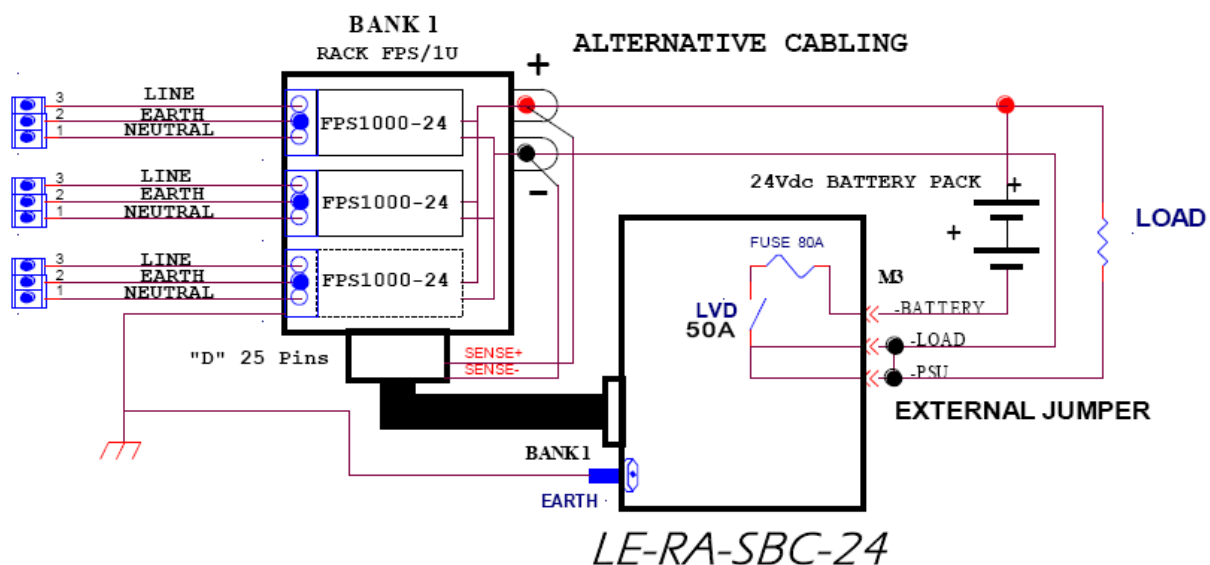 BANK 1
RACK FPS/1U
ALTERNATIVE CABLING
+
3
LINE
2
EARTH
1
NEUTRAL
FPS1000-24
-
3
LINE
2
EARTH
1
NEUTRAL
FPS1000-24
24Vdc BATTERY PACK
+
+
LOAD
3
LINE
2
EARTH
1
NEUTRAL
FPS1000-24
FUSE 80A
M3
LVD
50A
-BATTERY
-LOAD
-PSU
"D" 25 Pins
SENSE+
SENSE-
EXTERNAL JUMPER
BANK1
EARTH
LE-RA-SBC-24